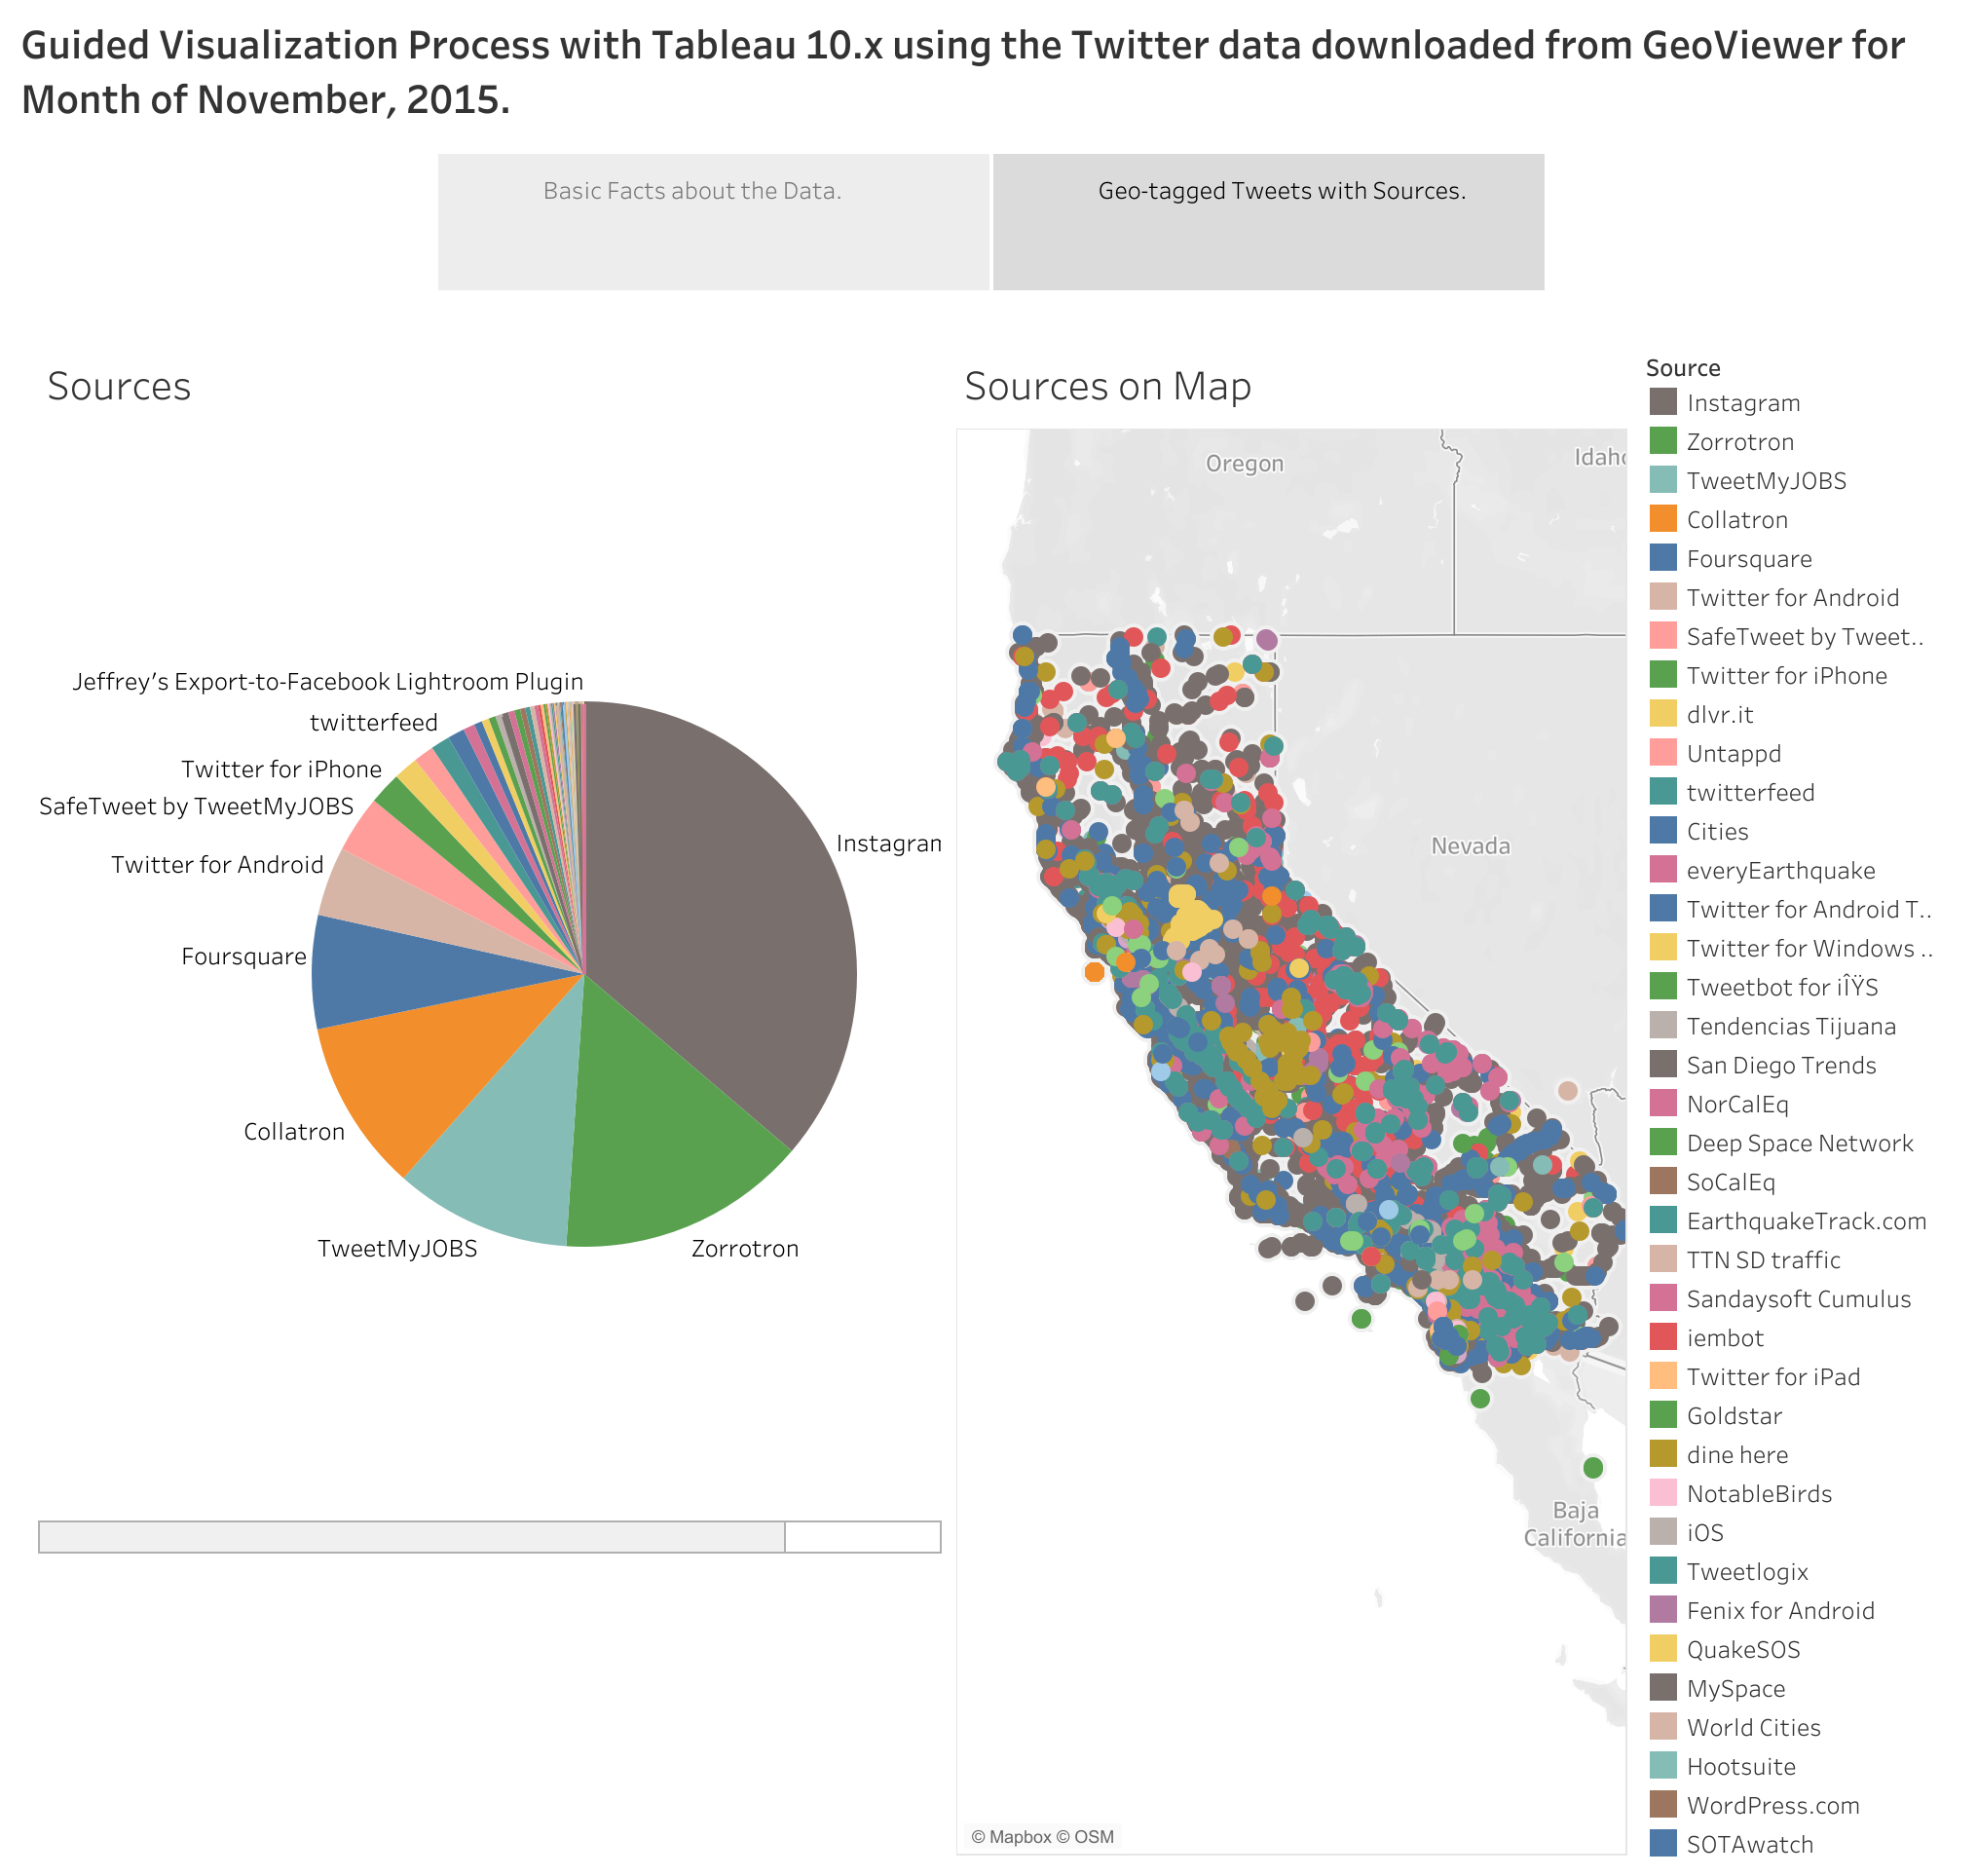 Guided Visualization Process with Tableau 10.x using the Twitter data downloaded from GeoViewer for
Month of November, 2015.
Basic Facts about the Data.
Geo-tagged Tweets with Sources.
Sources
Jeffrey's Export-to-Facebook Lightroom Plugin
twitterfeed
Twitter for iPhone
SafeTweet by TweetMyJOBS
Twitter for Android
Foursquare
Collatron
TweetMyJOBS
Zorrotron
Instagran
Sources on Map
Oregon
Idaho
Nevada
Baja
California
© Mapbox © OSM
Source
Instagram
Zorrotron
TweetMyJOBS
Collatron
Foursquare
Twitter for Android
SafeTweet by Tweet..
Twitter for iPhone
dlvr.it
Untappd
twitterfeed
Cities
everyEarthquake
Twitter for Android T..
Twitter for Windows ..
Tweetbot for iÎŸS
Tendencias Tijuana
San Diego Trends
NorCalEq
Deep Space Network
SoCalEq
EarthquakeTrack.com
TTN SD traffic
Sandaysoft Cumulus
iembot
Twitter for iPad
Goldstar
dine here
NotableBirds
iOS
Tweetlogix
Fenix for Android
QuakeSOS
MySpace
World Cities
Hootsuite
WordPress.com
SOTAwatch